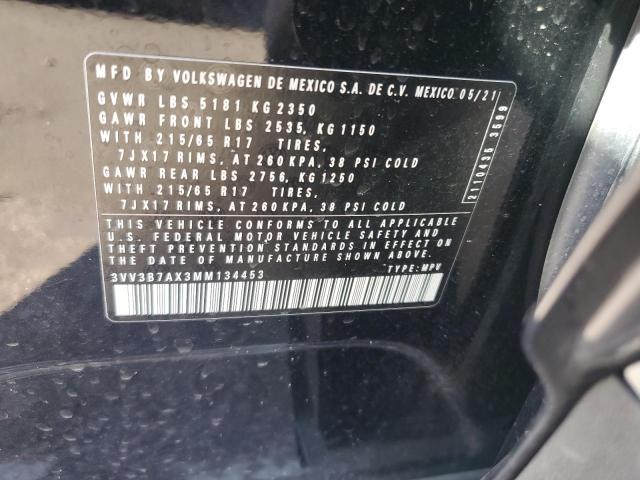 MFD BY VOLKSWAGEN DE MEXICO S.A. DE C.V. MEXICO 05/21
GVWR LBS 5181 KG 2350
GAWR FRONT LBS 2535, KG 1150
WITH 215/65 R17 TIRES,
7JX17 RIMS, AT 260 KPA, 38 PSI COLD
GAWR REAR LBS 2756, KG 1250
WITH 215/65 R17 TIRES,
7JX17 RIMS, AT 260 KPA, 38 PSI COLD
THIS VEHICLE CONFORMS TO ALL APPLICABLE
U.S. FEDERAL MOTOR VEHICLE SAFETY AND
THEFT PREVENTION STANDARDS IN EFFECT ON
THE DATE OF MANUFACTURE SHOWN ABOVE.
3VV3B7AX3MM134453 TYPE: MPV
2110435 3599